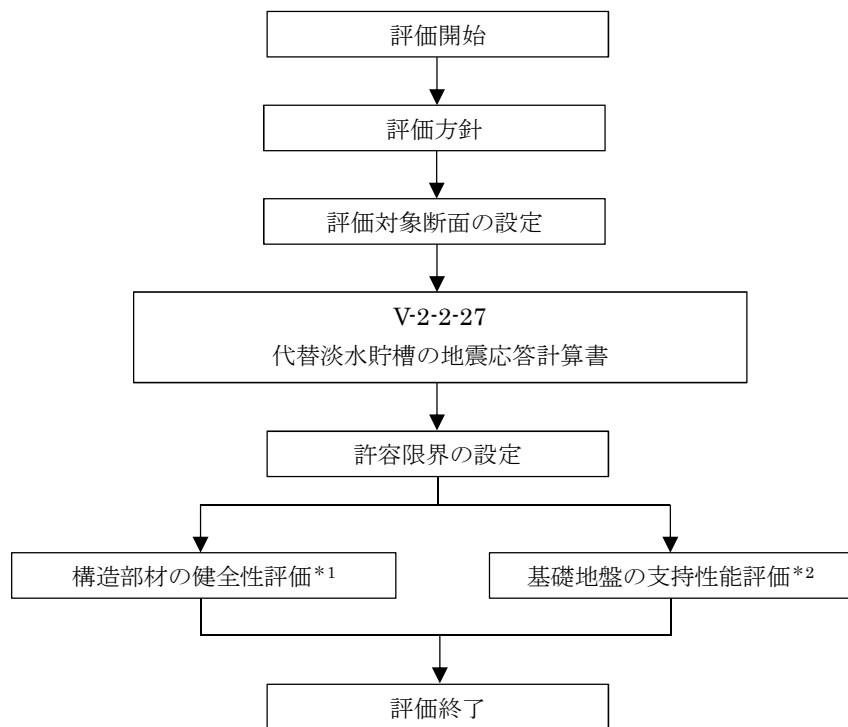 評価開始
評価方針
評価対象断面の設定
V-2-2-27
代替淡水貯槽の地震応答計算書
許容限界の設定
構造部材の健全性評価*1
基礎地盤の支持性能評価*2
評価終了